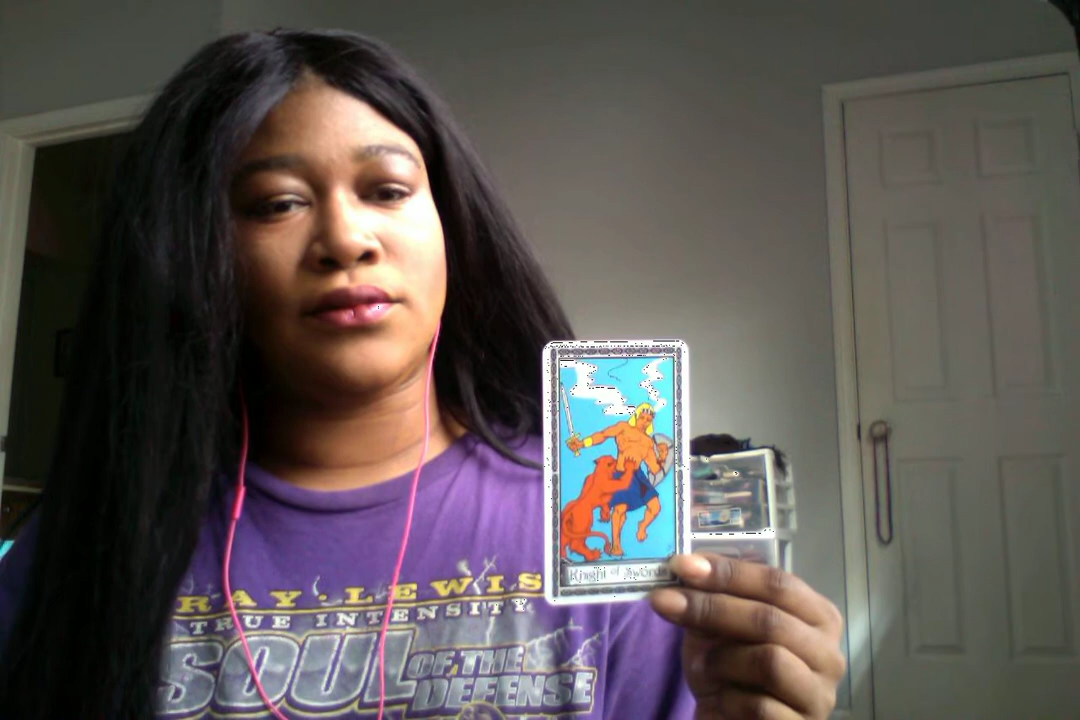 RAY·LEWIS
TRUE INTENSITY
SOUL OF THE
DEFENSE
Knight of Swords